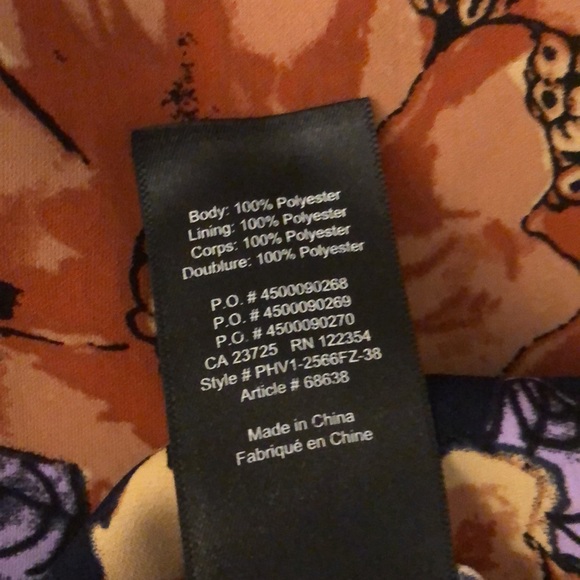 Body: 100% Polyester
Lining: 100% Polyester
Corps: 100% Polyester
Doublure: 100% Polyester
P.O. # 4500090268
P.O. # 4500090269
P.O. # 4500090270
CA 23725 RN 122354
Style # PHV1-2566FZ-38
Article # 68638
Made in China
Fabriqué en Chine